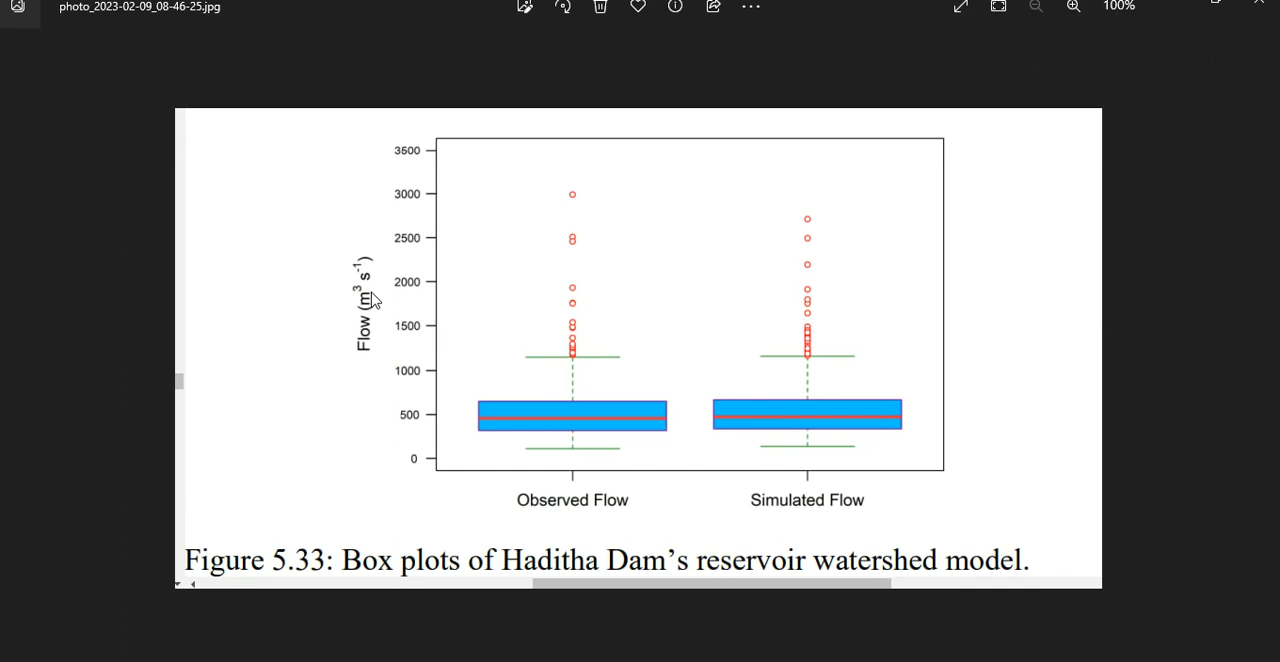 photo_2023-02-09_08-46-25.jpg
100%
3500
3000
2500
2000
1500
1000
500
0
Flow (m³ s⁻¹)
Observed Flow
Simulated Flow
Figure 5.33: Box plots of Haditha Dam’s reservoir watershed model.